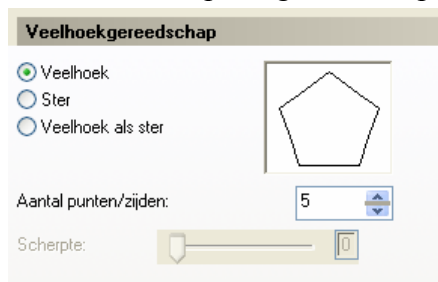 Veelhoekgereedschap
Veelhoek
Ster
Veelhoek als ster
Aantal punten/zijden: 5
Scherpte: 0